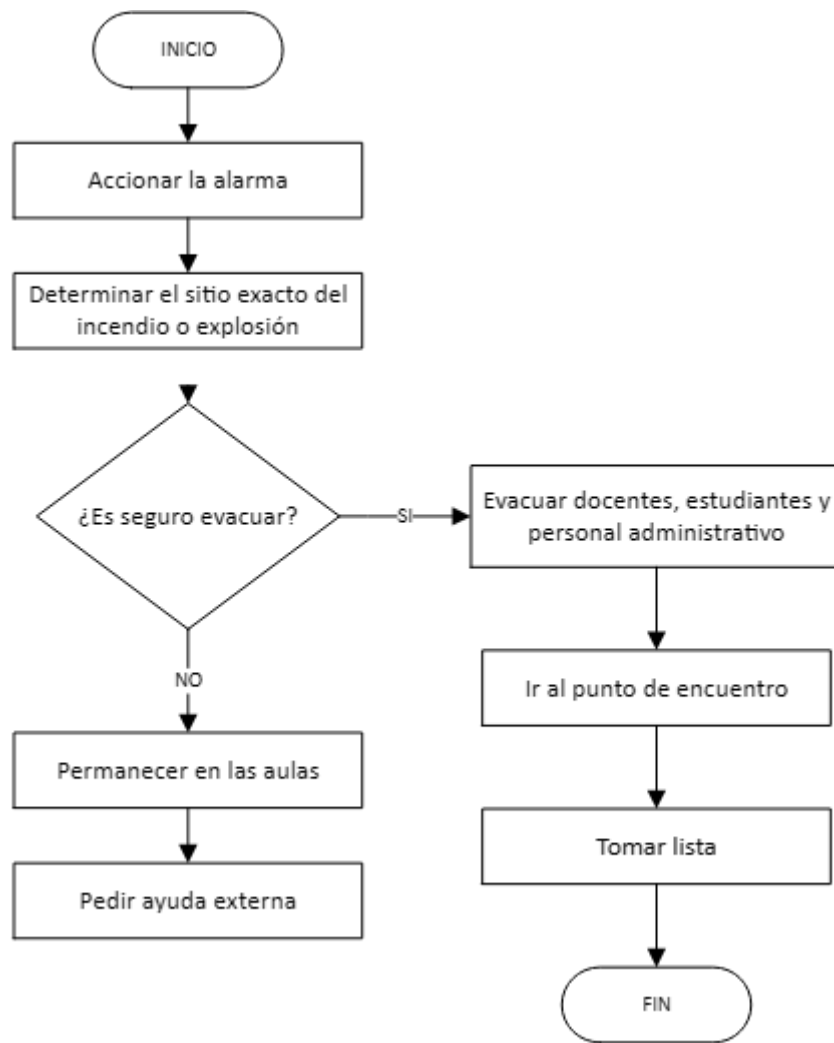 INICIO
Accionar la alarma
Determinar el sitio exacto del
incendio o explosión
¿Es seguro evacuar?
SI
Evacuar docentes, estudiantes y
personal administrativo
NO
Ir al punto de encuentro
Permanecer en las aulas
Tomar lista
Pedir ayuda externa
FIN